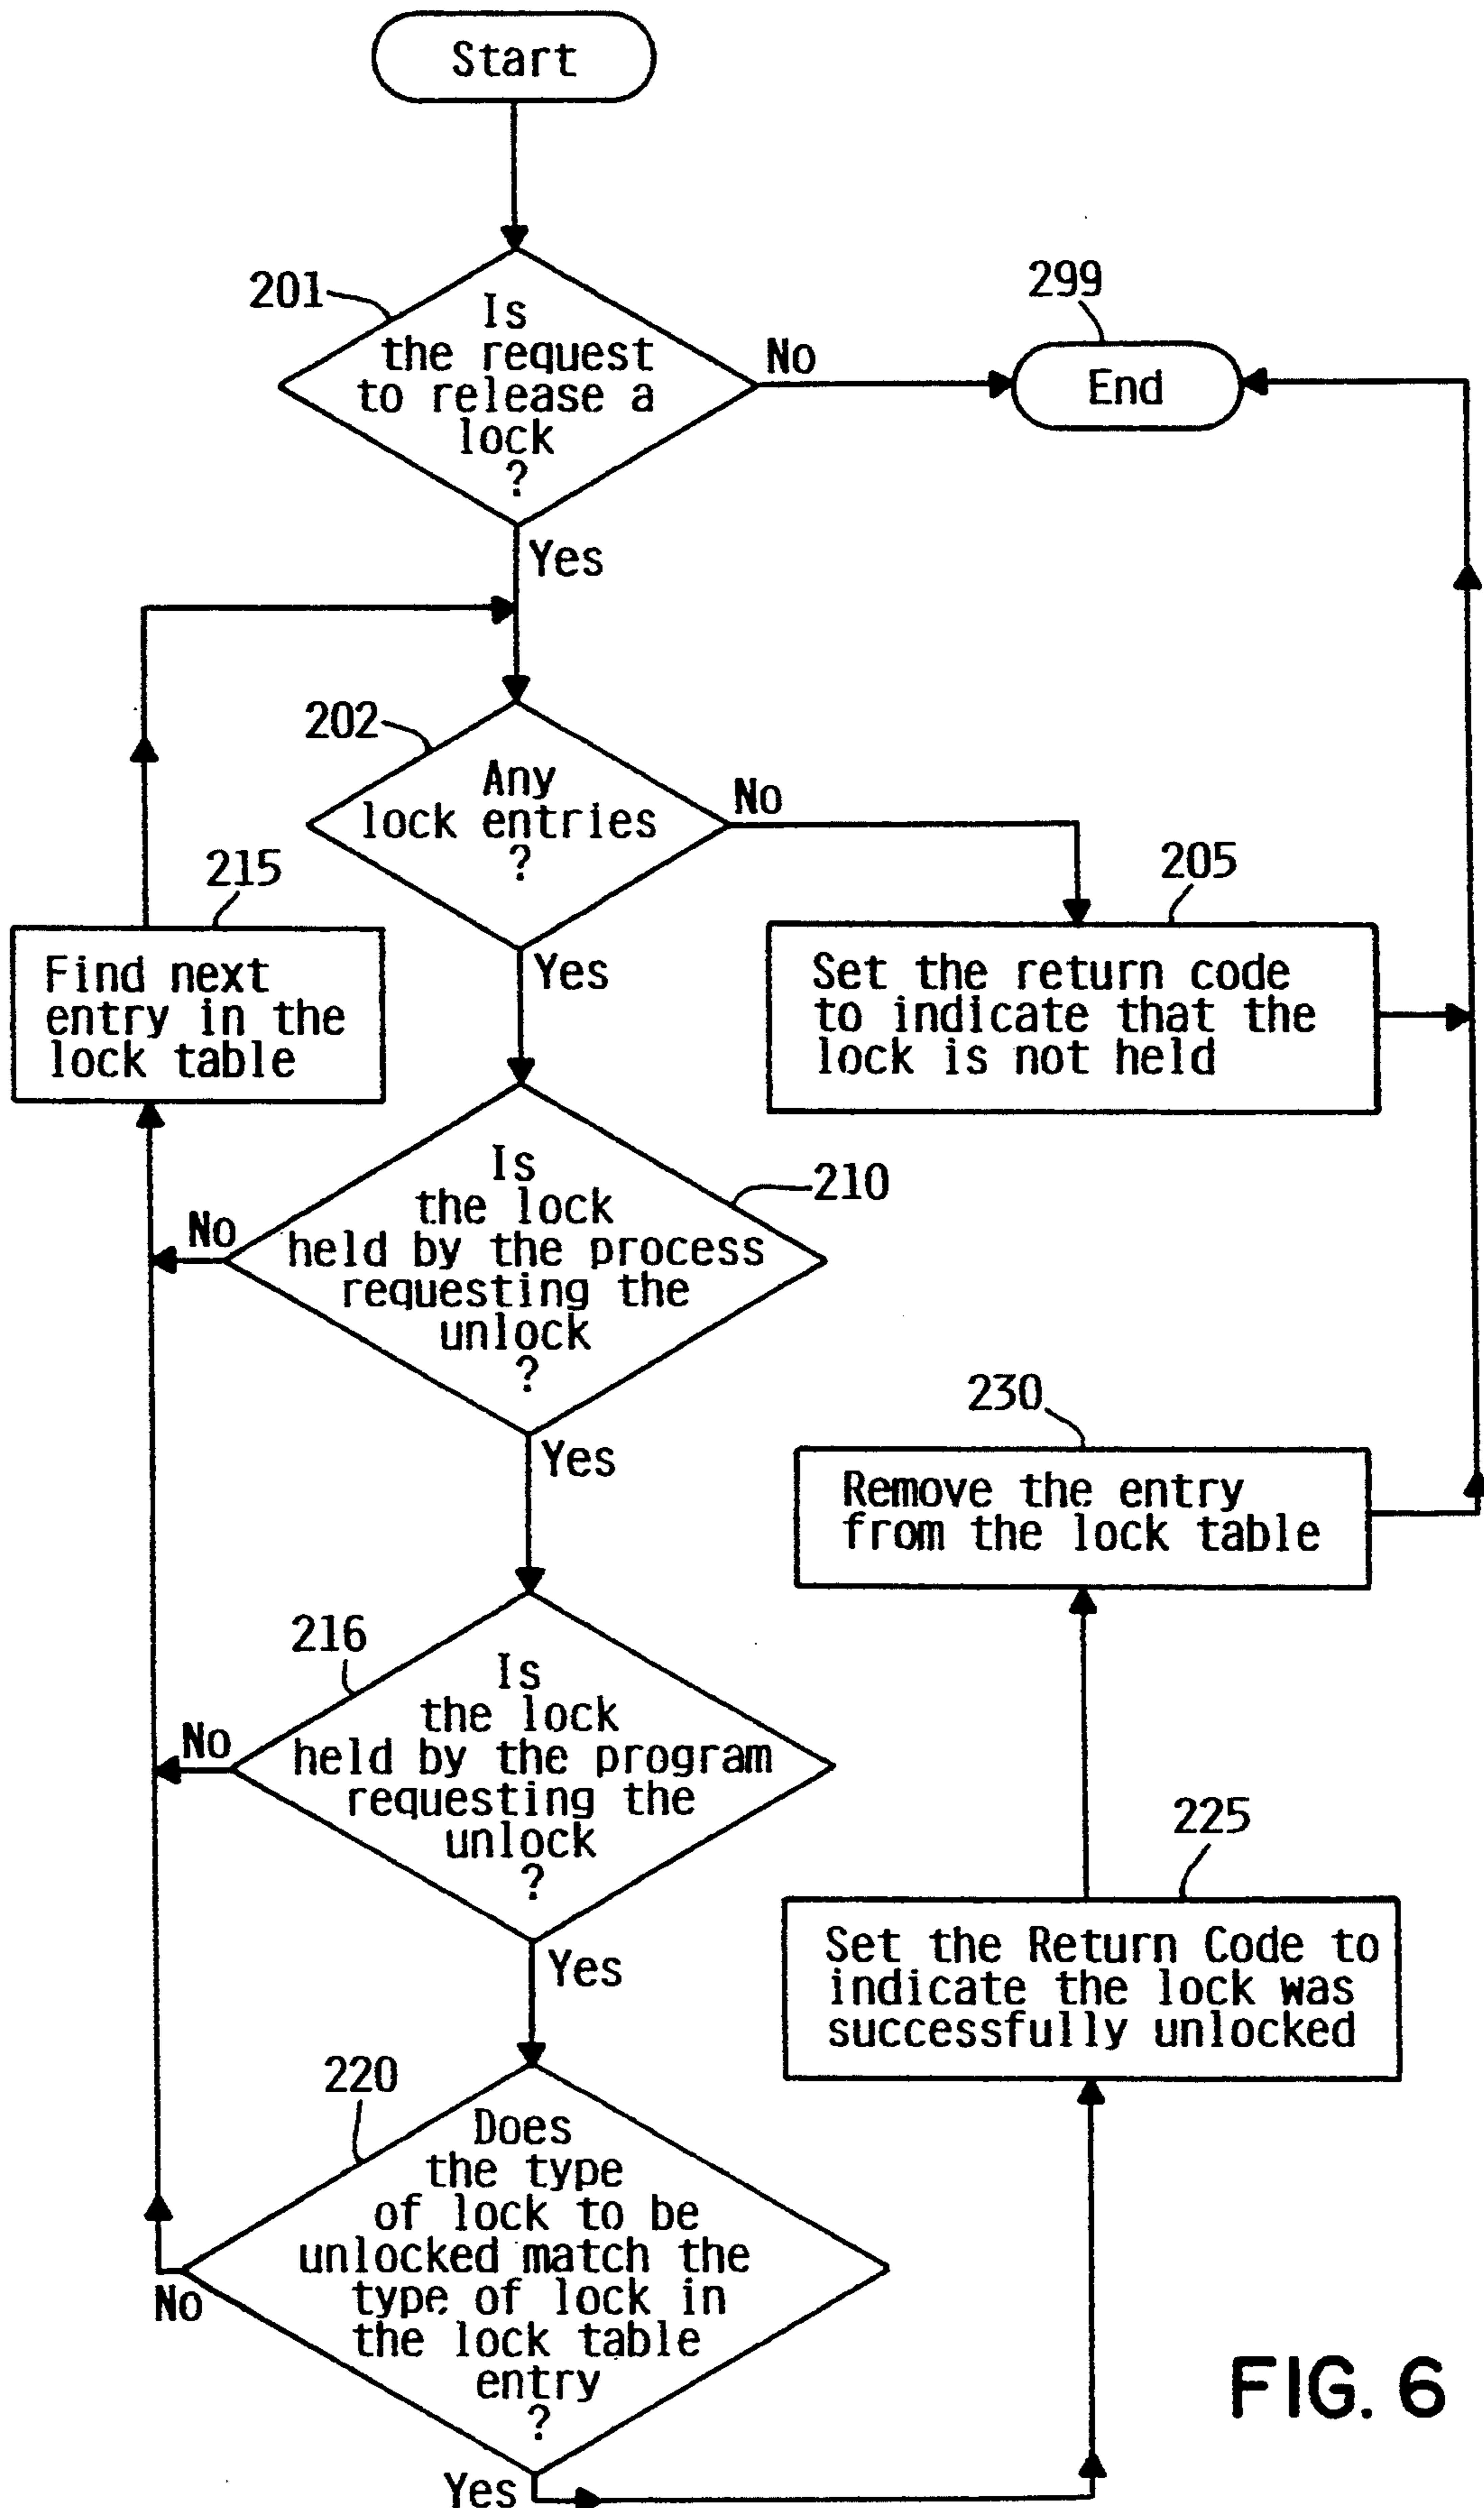 Start
201
Is
the request
to release a
lock
?
No
299
End
Yes
202
Any
lock entries
?
No
Yes
215
Find next
entry in the
lock table
205
Set the return code
to indicate that the
lock is not held
210
Is
the lock
held by the process
requesting the
unlock
?
No
Yes
230
Remove the entry
from the lock table
216
Is
the lock
held by the program
requesting the
unlock
?
No
Yes
225
Set the Return Code to
indicate the lock was
successfully unlocked
220
Does
the type
of lock to be
unlocked match the
type of lock in
the lock table
entry
?
No
Yes
FIG. 6